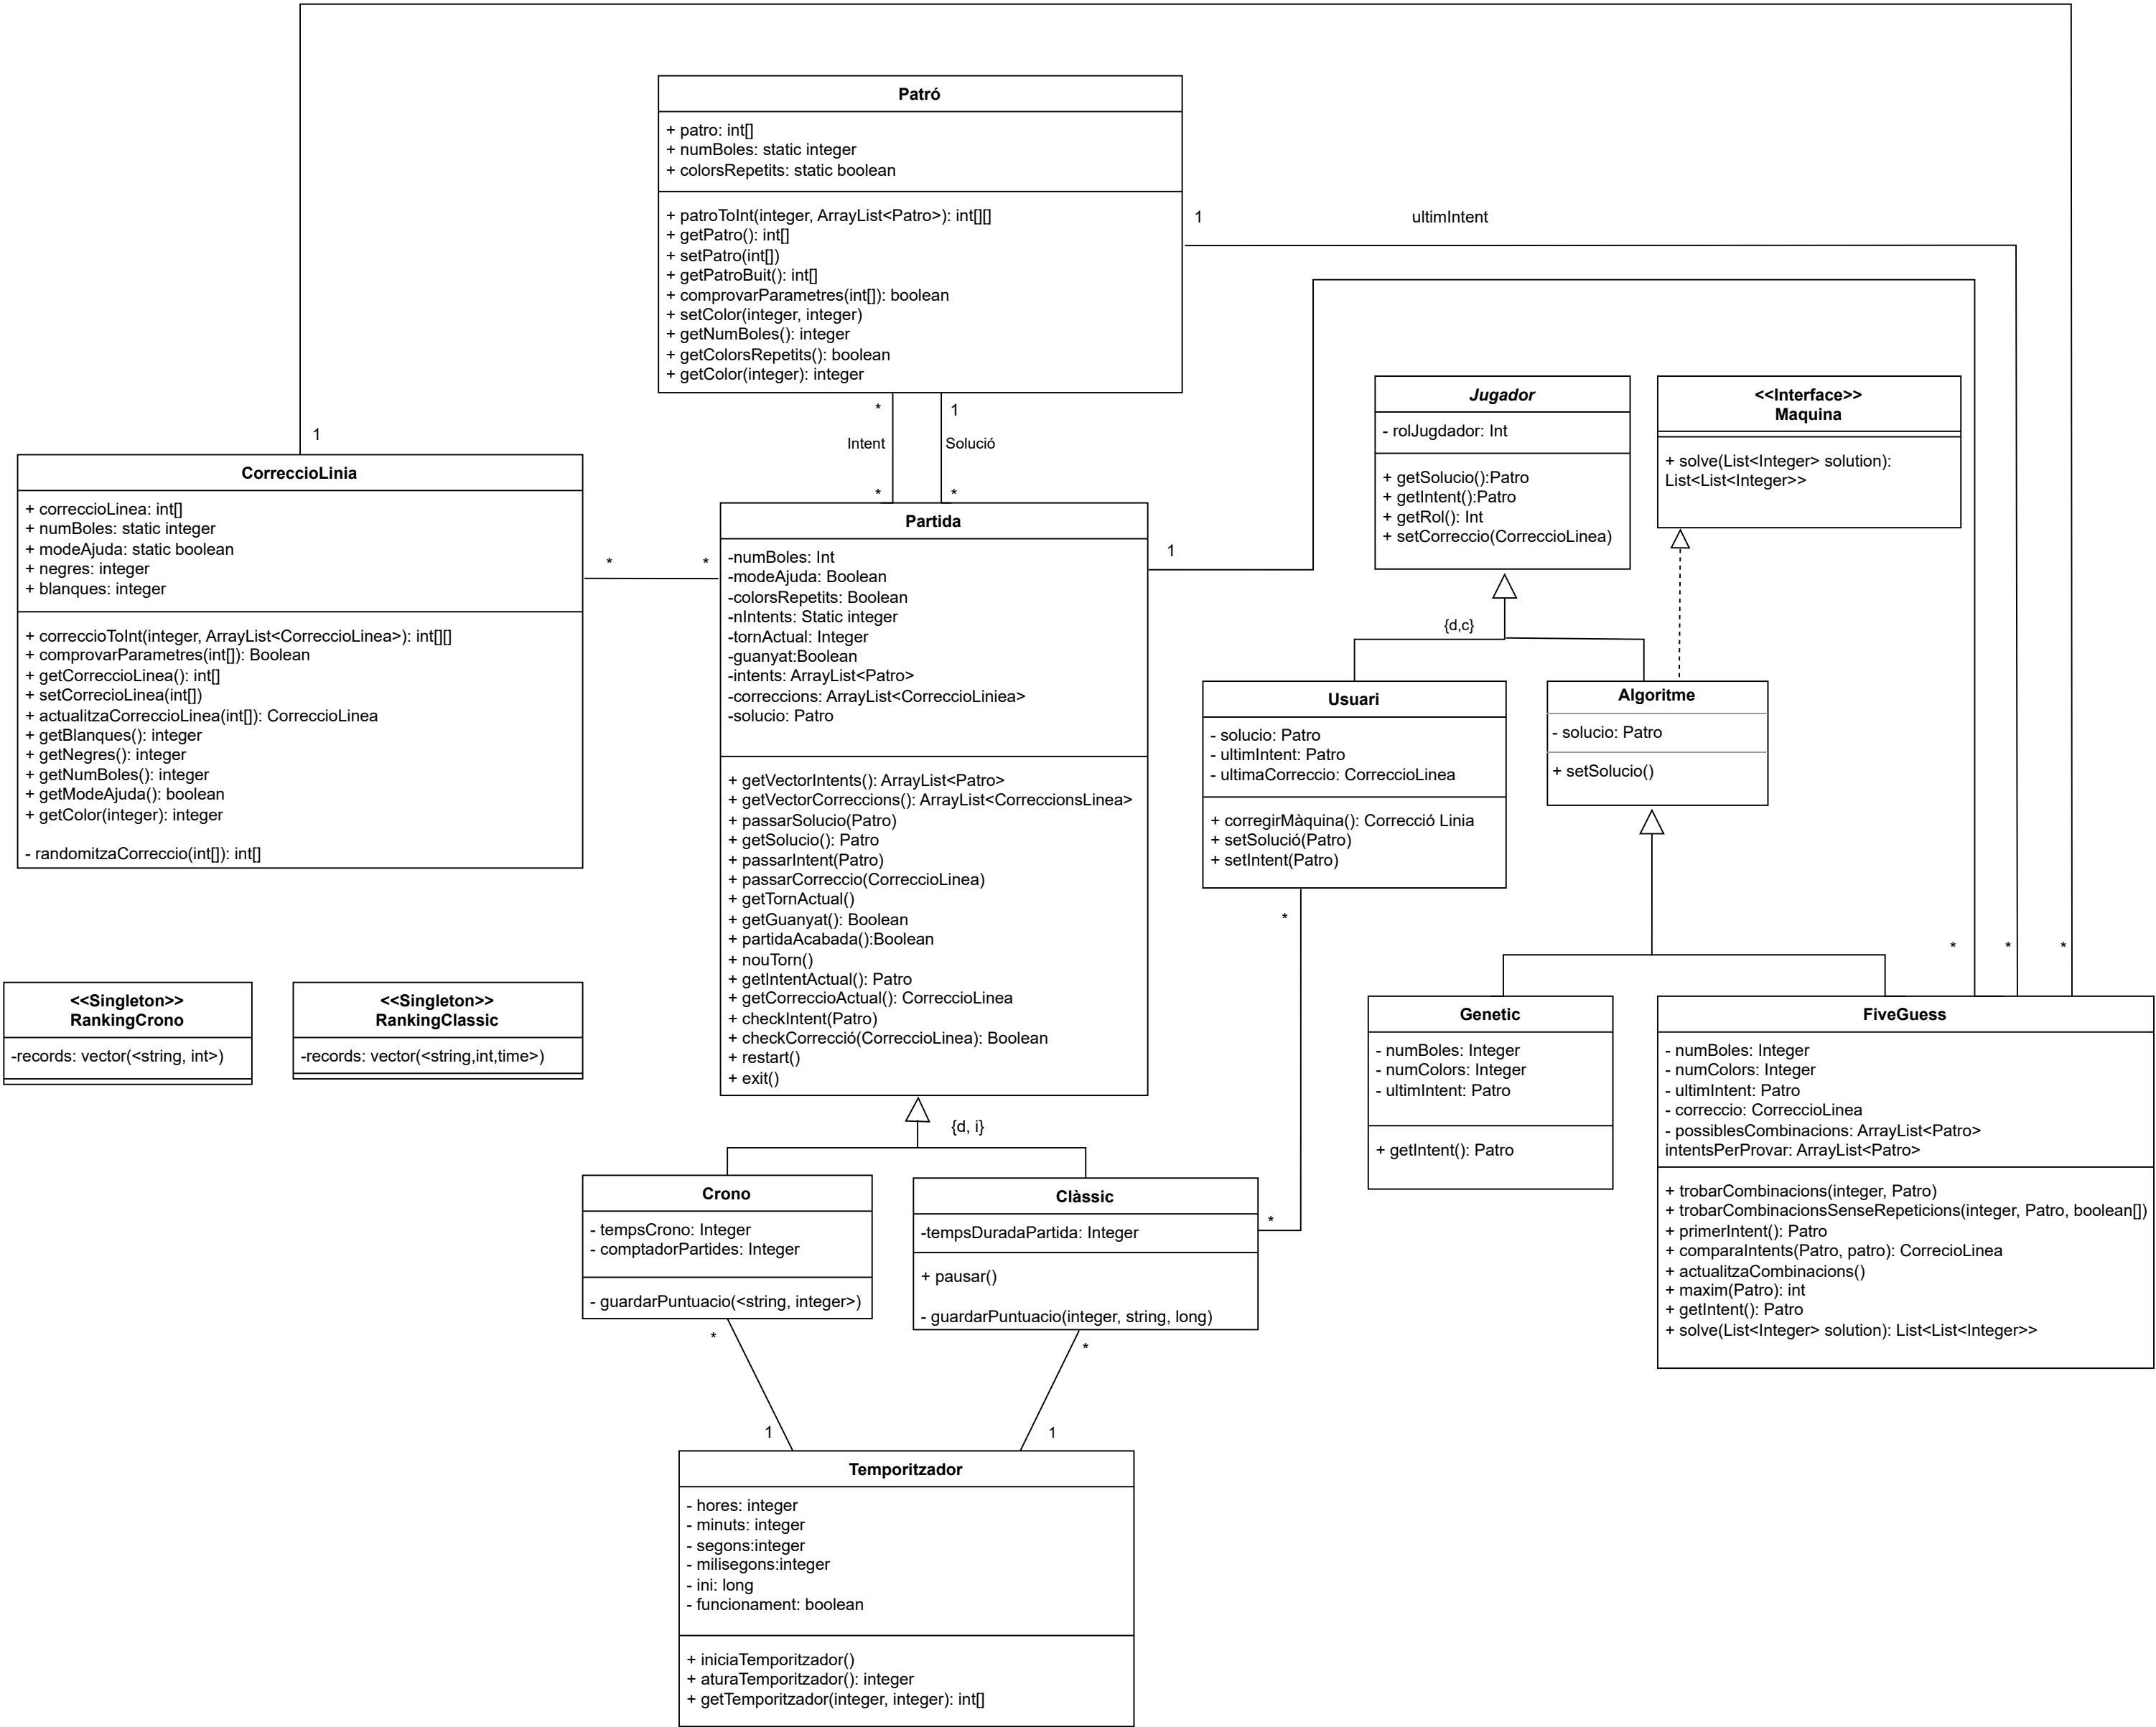 Patró
+ patro: int[]
+ numBoles: static integer
+ colorsRepetits: static boolean
+ patroToInt(integer, ArrayList<Patro>): int[][]
+ getPatro(): int[]
+ setPatro(int[])
+ getPatroBuit(): int[]
+ comprovarParametres(int[]): boolean
+ setColor(integer, integer)
+ getNumBoles(): integer
+ getColorsRepetits(): boolean
+ getColor(integer): integer
1
ultimIntent
*
1
Intent
Solució
*
*
1
CorreccioLinia
+ correccioLinea: int[]
+ numBoles: static integer
+ modeAjuda: static boolean
+ negres: integer
+ blanques: integer
+ correccioToInt(integer, ArrayList<CorreccioLinea>): int[][]
+ comprovarParametres(int[]): Boolean
+ getCorreccioLinea(): int[]
+ setCorrecioLinea(int[])
+ actualitzaCorreccioLinea(int[]): CorreccioLinea
+ getBlanques(): integer
+ getNegres(): integer
+ getNumBoles(): integer
+ getModeAjuda(): boolean
+ getColor(integer): integer
- randomitzaCorreccio(int[]): int[]
*
*
Partida
-numBoles: Int
-modeAjuda: Boolean
-colorsRepetits: Boolean
-nIntents: Static integer
-tornActual: Integer
-guanyat:Boolean
-intents: ArrayList<Patro>
-correccions: ArrayList<CorreccioLiniea>
-solucio: Patro
+ getVectorIntents(): ArrayList<Patro>
+ getVectorCorreccions(): ArrayList<CorreccionsLinea>
+ passarSolucio(Patro)
+ getSolucio(): Patro
+ passarIntent(Patro)
+ passarCorreccio(CorreccioLinea)
+ getTornActual()
+ getGuanyat(): Boolean
+ partidaAcabada():Boolean
+ nouTorn()
+ getIntentActual(): Patro
+ getCorreccioActual(): CorreccioLinea
+ checkIntent(Patro)
+ checkCorrecció(CorreccioLinea): Boolean
+ restart()
+ exit()
1
Jugador
- rolJugdador: Int
+ getSolucio():Patro
+ getIntent():Patro
+ getRol(): Int
+ setCorreccio(CorreccioLinea)
<<Interface>>
Maquina
+ solve(List<Integer> solution):
List<List<Integer>>
{d,c}
Usuari
- solucio: Patro
- ultimIntent: Patro
- ultimaCorreccio: CorreccioLinea
+ corregirMàquina(): Correcció Linia
+ setSolució(Patro)
+ setIntent(Patro)
*
Algoritme
- solucio: Patro
+ setSolucio()
*
*
*
<<Singleton>>
RankingCrono
-records: vector(<string, int>)
<<Singleton>>
RankingClassic
-records: vector(<string,int,time>)
Genetic
- numBoles: Integer
- numColors: Integer
- ultimIntent: Patro
+ getIntent(): Patro
FiveGuess
- numBoles: Integer
- numColors: Integer
- ultimIntent: Patro
- correccio: CorreccioLinea
- possiblesCombinacions: ArrayList<Patro>
intentsPerProvar: ArrayList<Patro>
+ trobarCombinacions(integer, Patro)
+ trobarCombinacionsSenseRepeticions(integer, Patro, boolean[])
+ primerIntent(): Patro
+ comparaIntents(Patro, patro): CorrecioLinea
+ actualitzaCombinacions()
+ maxim(Patro): int
+ getIntent(): Patro
+ solve(List<Integer> solution): List<List<Integer>>
{d, i}
Crono
- tempsCrono: Integer
- comptadorPartides: Integer
- guardarPuntuacio(<string, integer>)
*
Clàssic
-tempsDuradaPartida: Integer
+ pausar()
- guardarPuntuacio(integer, string, long)
*
*
1
1
Temporitzador
- hores: integer
- minuts: integer
- segons:integer
- milisegons:integer
- ini: long
- funcionament: boolean
+ iniciaTemporitzador()
+ aturaTemporitzador(): integer
+ getTemporitzador(integer, integer): int[]